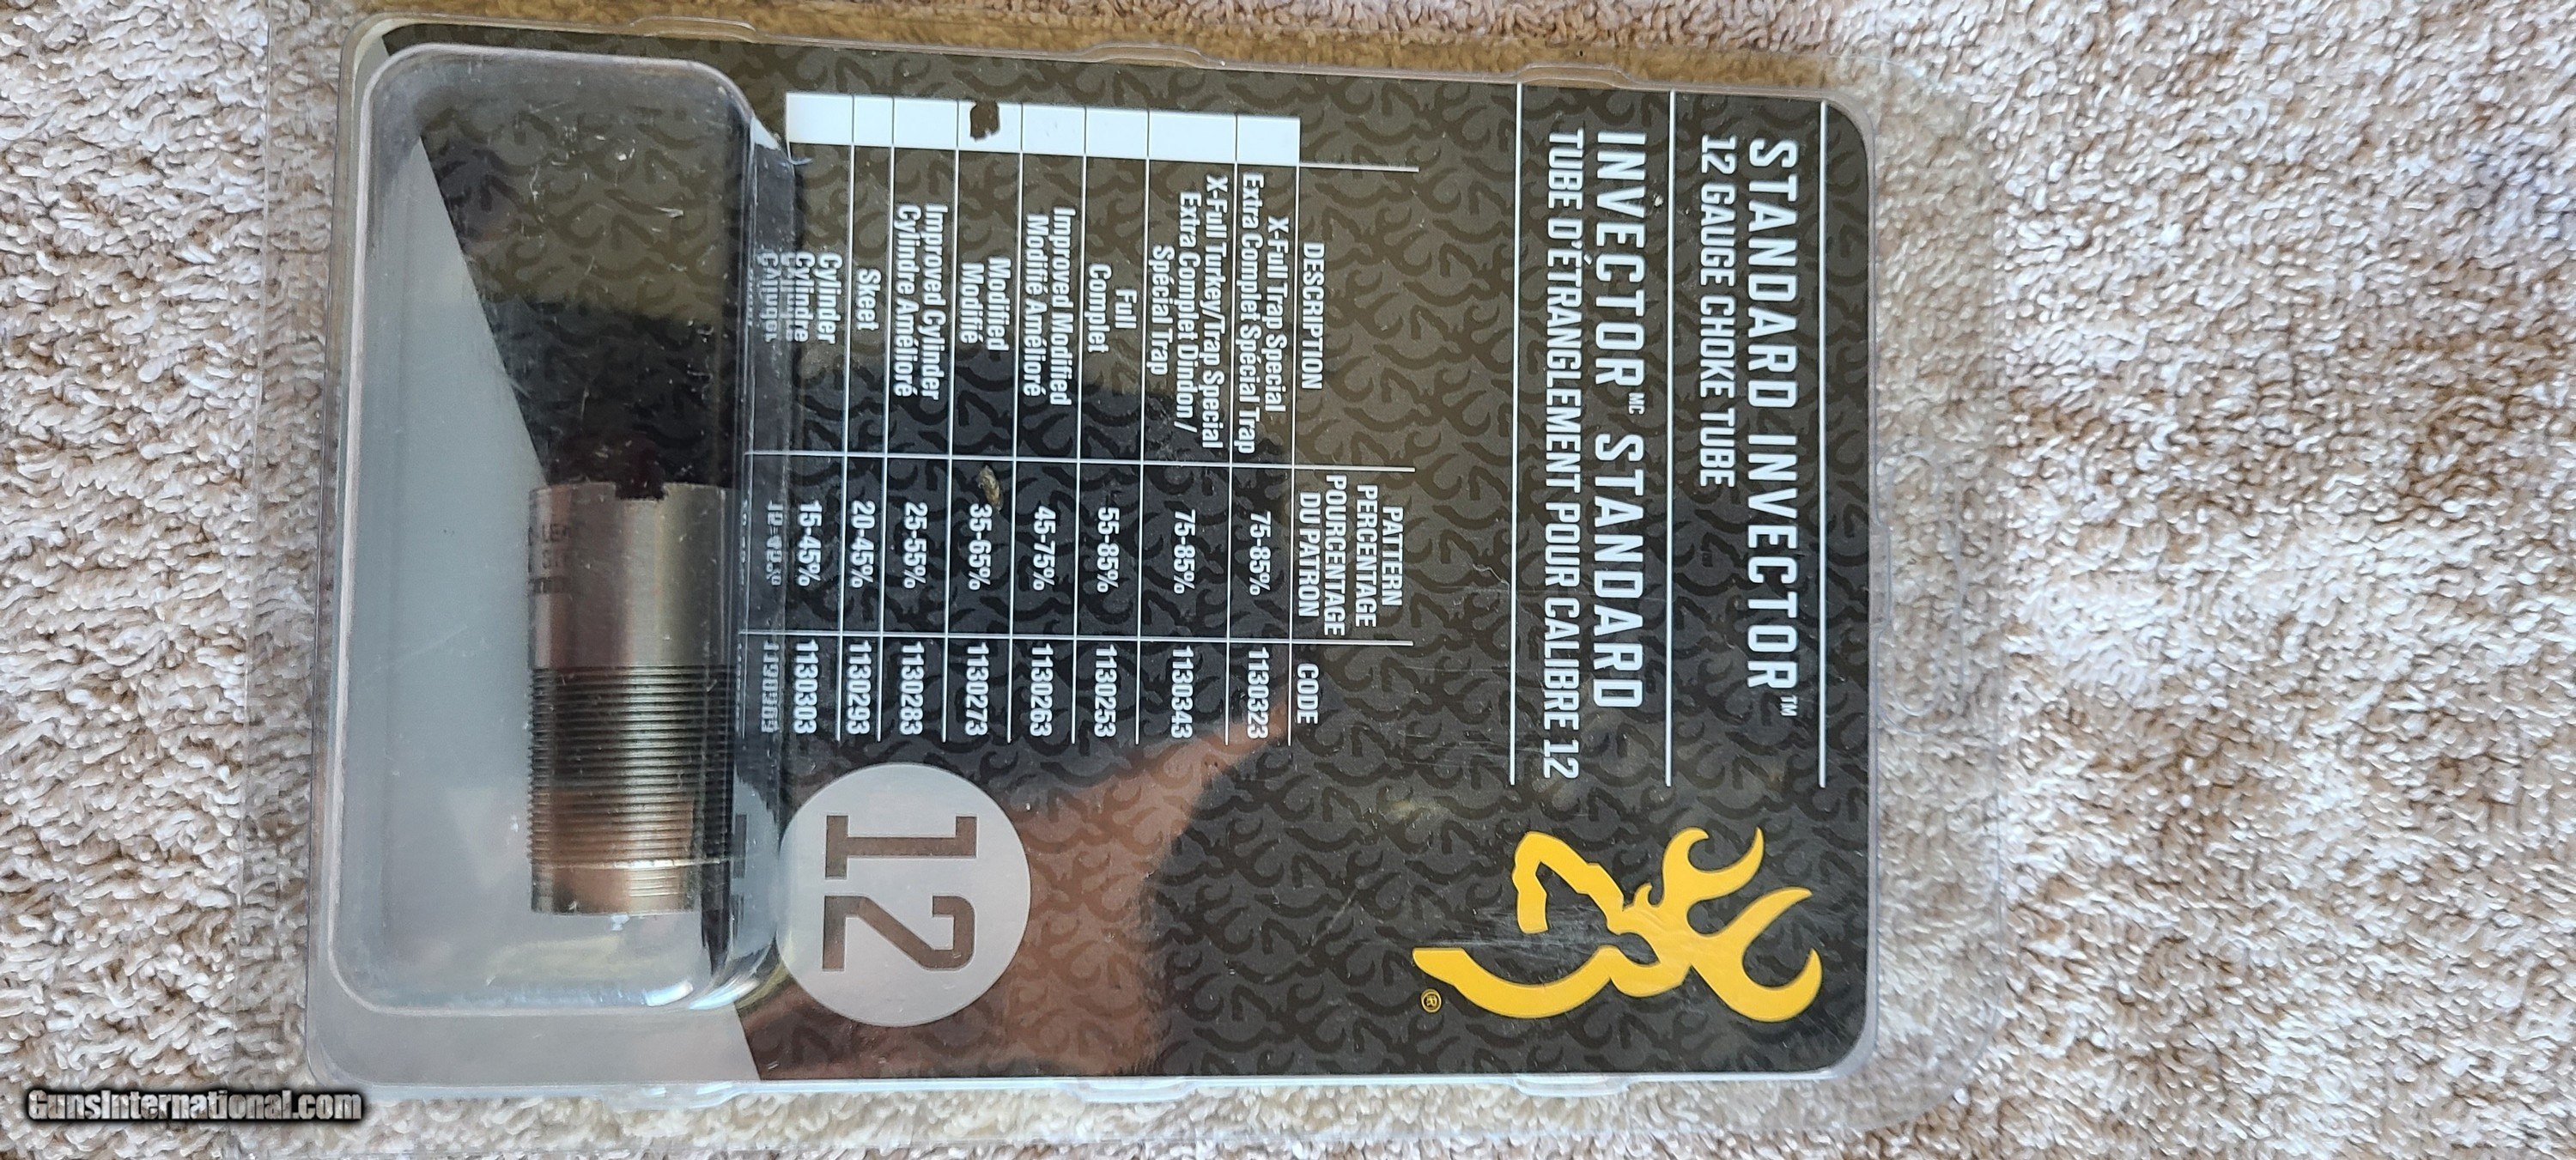 STANDARD INVECTOR™
12 GAUGE CHOKE TUBE
INVECTOR MC STANDARD
TUBE D'ÉTRANGLEMENT POUR CALIBRE 12
DESCRIPTION
PATTERN
PERCENTAGE
POURCENTAGE
DU PATRON
CODE
X-Full Trap Special
Extra Complet Spécial Trap
75-85%
1130323
X-Full Turkey/Trap Special
Extra Complet Dindon /
Spécial Trap
75-85%
1130343
Full
Complet
55-85%
1130253
Improved Modified
Modifié Amélioré
45-75%
1130263
Modified
Modifié
35-65%
1130273
Improved Cylinder
Cylindre Amélioré
25-55%
1130283
Skeet
20-45%
1130293
Cylinder
Cylindre
15-45%
1130303
12
®
GunsInternational.com